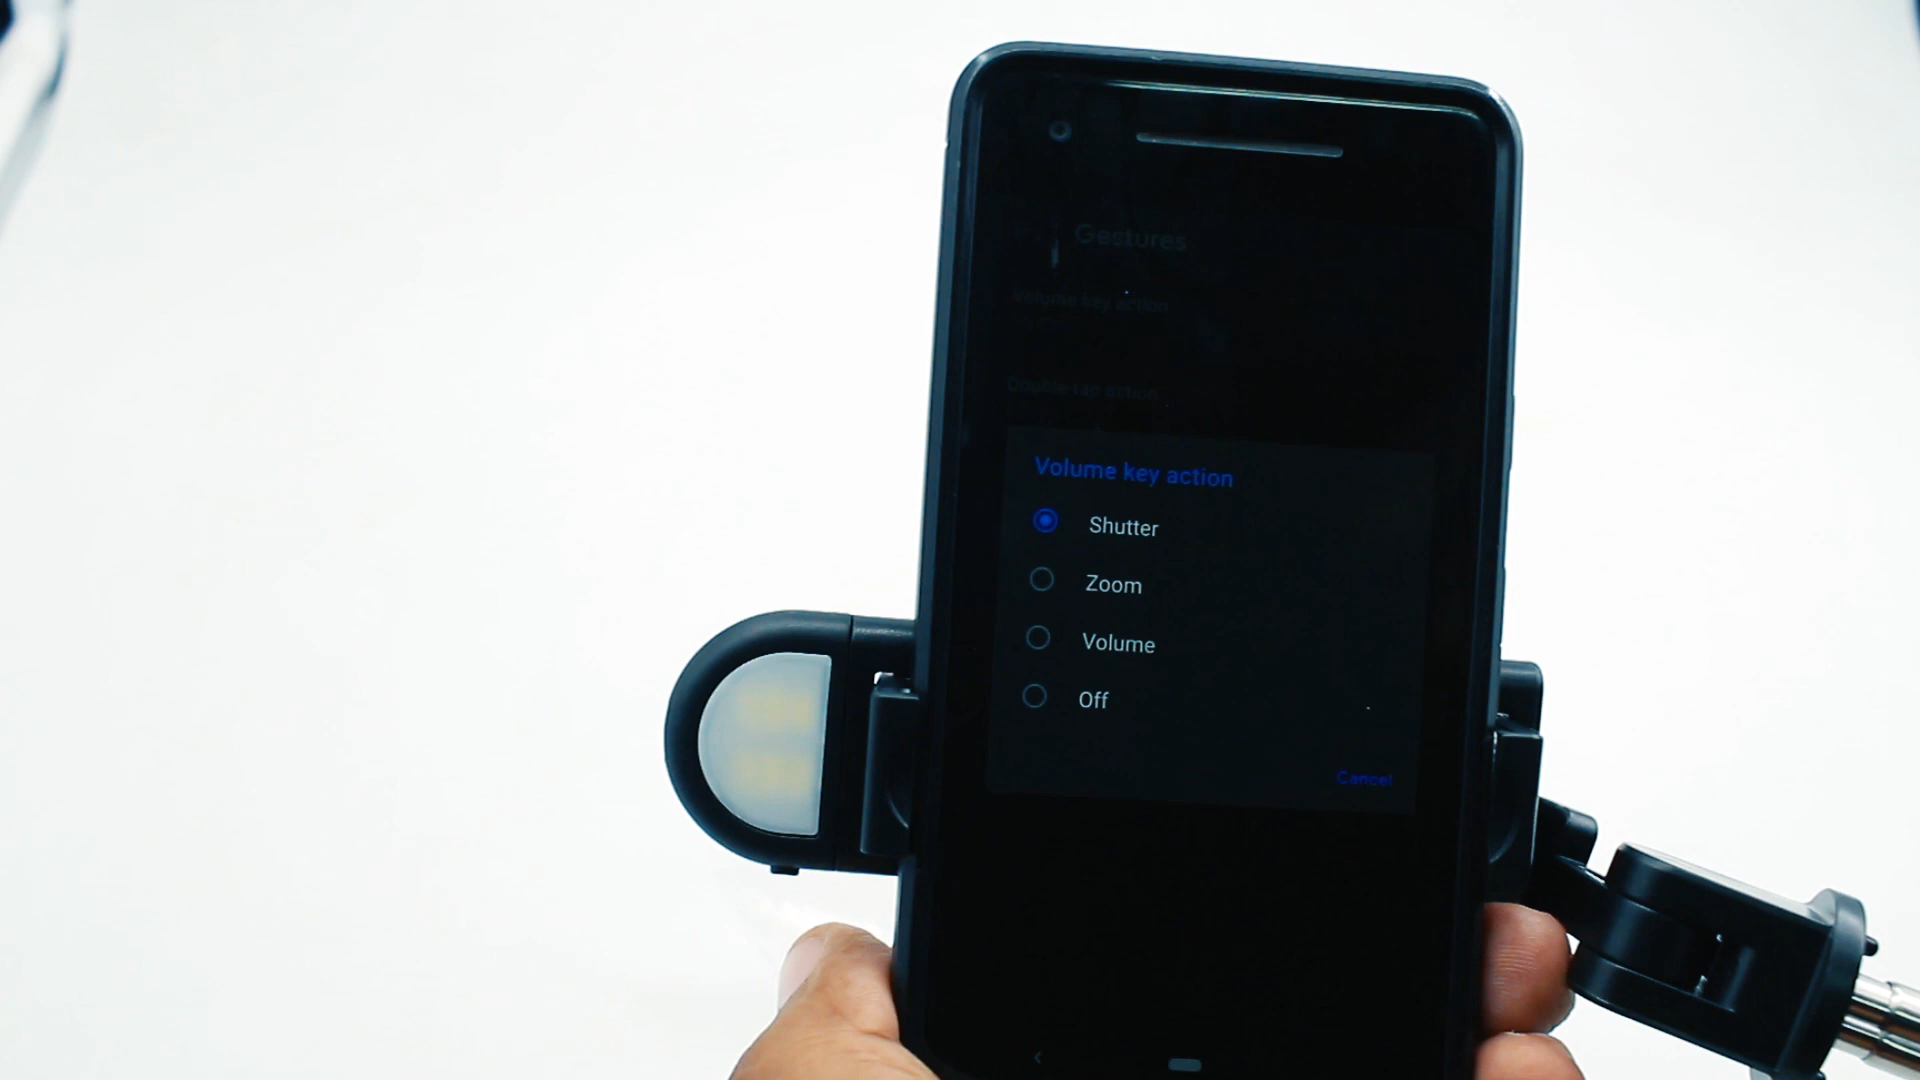 Gestures
Volume key action
Double-tap action
Volume key action
Shutter
Zoom
Volume
Off
Cancel